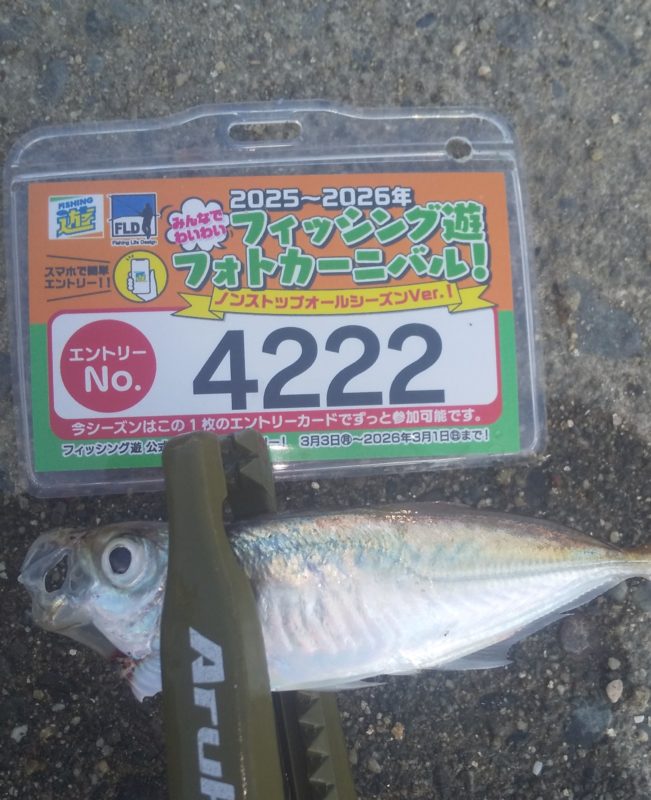 FISHING
遊
FLD
Fishing Life Design
2025～2026年
みんなで
わいわい
フィッシング遊
フォトカーニバル!
スマホで簡単
エントリー!!
ノンストップオールシーズンVer.1
エントリー
No.
4222
今シーズンはこの1枚のエントリーカードでずっと参加可能です。
フィッシング遊 公式 ー! 3月3日㊊～2026年3月1日㊐まで!